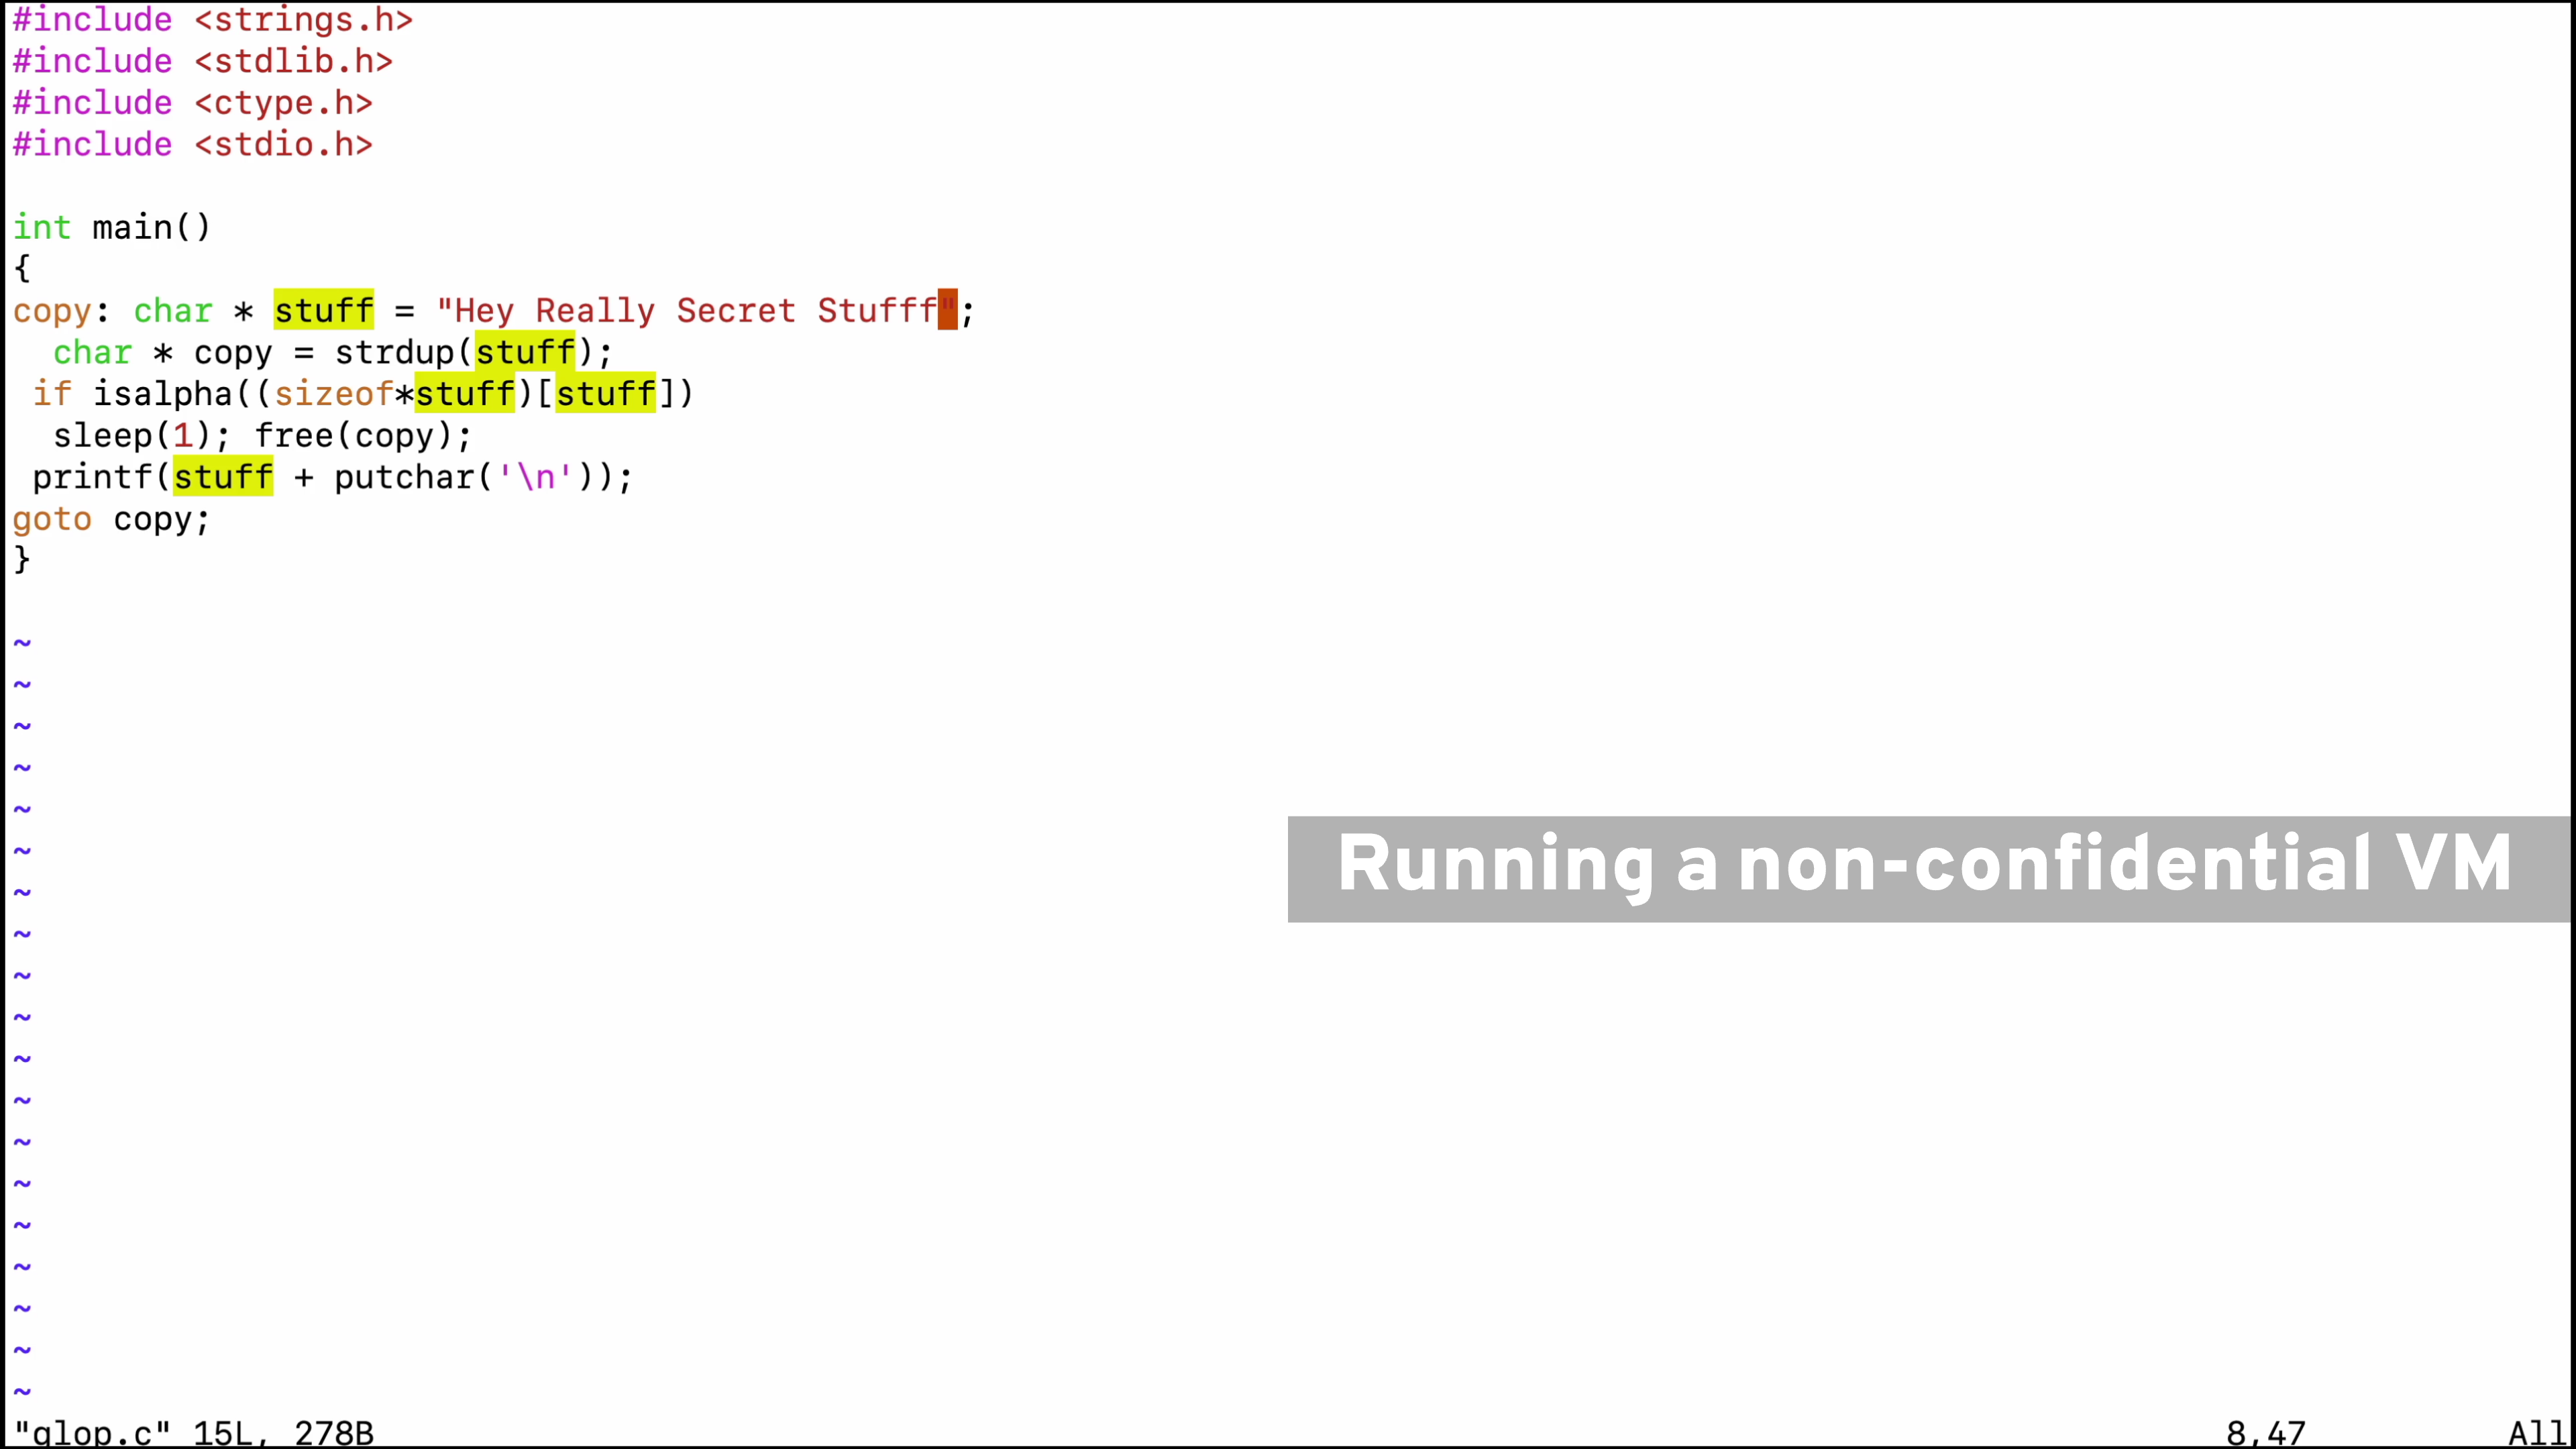 #include <strings.h>
#include <stdlib.h>
#include <ctype.h>
#include <stdio.h>
int main()
{
copy: char * stuff = "Hey Really Secret Stufff";
  char * copy = strdup(stuff);
 if isalpha((sizeof*stuff)[stuff])
  sleep(1); free(copy);
 printf(stuff + putchar('\n'));
goto copy;
}
~
~
~
~
~
~
Running a non-confidential VM
~
~
~
~
~
~
~
~
~
~
~
~
~
"glop.c" 15L, 278B 8,47 All